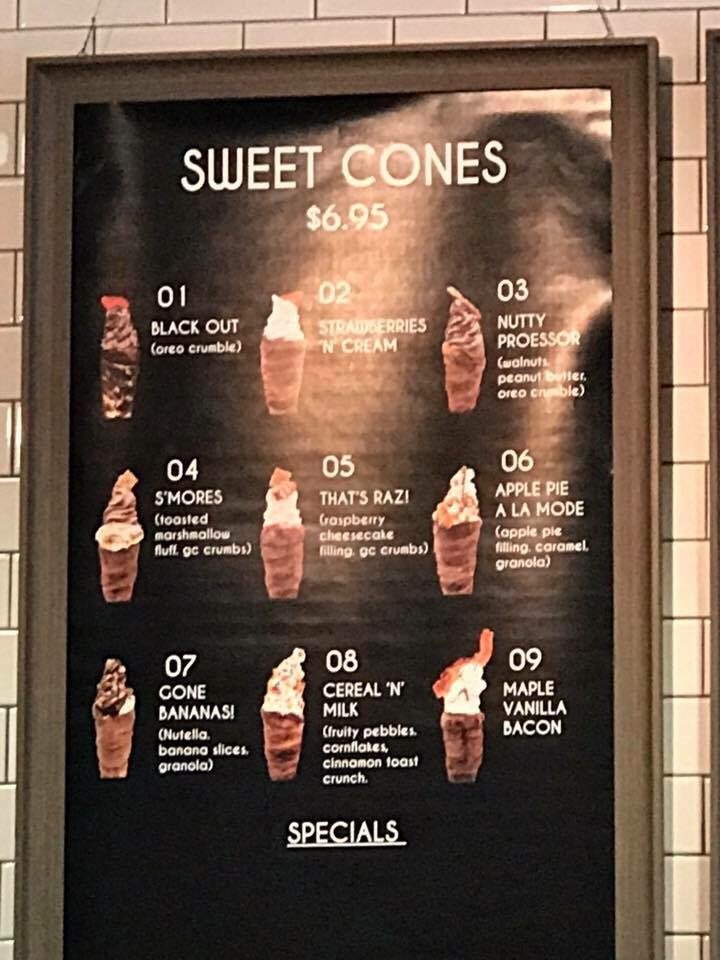 SWEET CONES
$6.95
01
BLACK OUT
(oreo crumble)
02
STRAWBERRIES
'N' CREAM
03
NUTTY
PROESSOR
(walnuts,
peanut butter,
oreo crumble)
04
S'MORES
(toasted
marshmallow
fluff, gc crumbs)
05
THAT'S RAZ!
(raspberry
cheesecake
filling, gc crumbs)
06
APPLE PIE
A LA MODE
(apple pie
filling, caramel,
granola)
07
GONE
BANANAS!
(Nutella,
banana slices,
granola)
08
CEREAL 'N'
MILK
(fruity pebbles,
cornflakes,
cinnamon toast
crunch.
09
MAPLE
VANILLA
BACON
SPECIALS